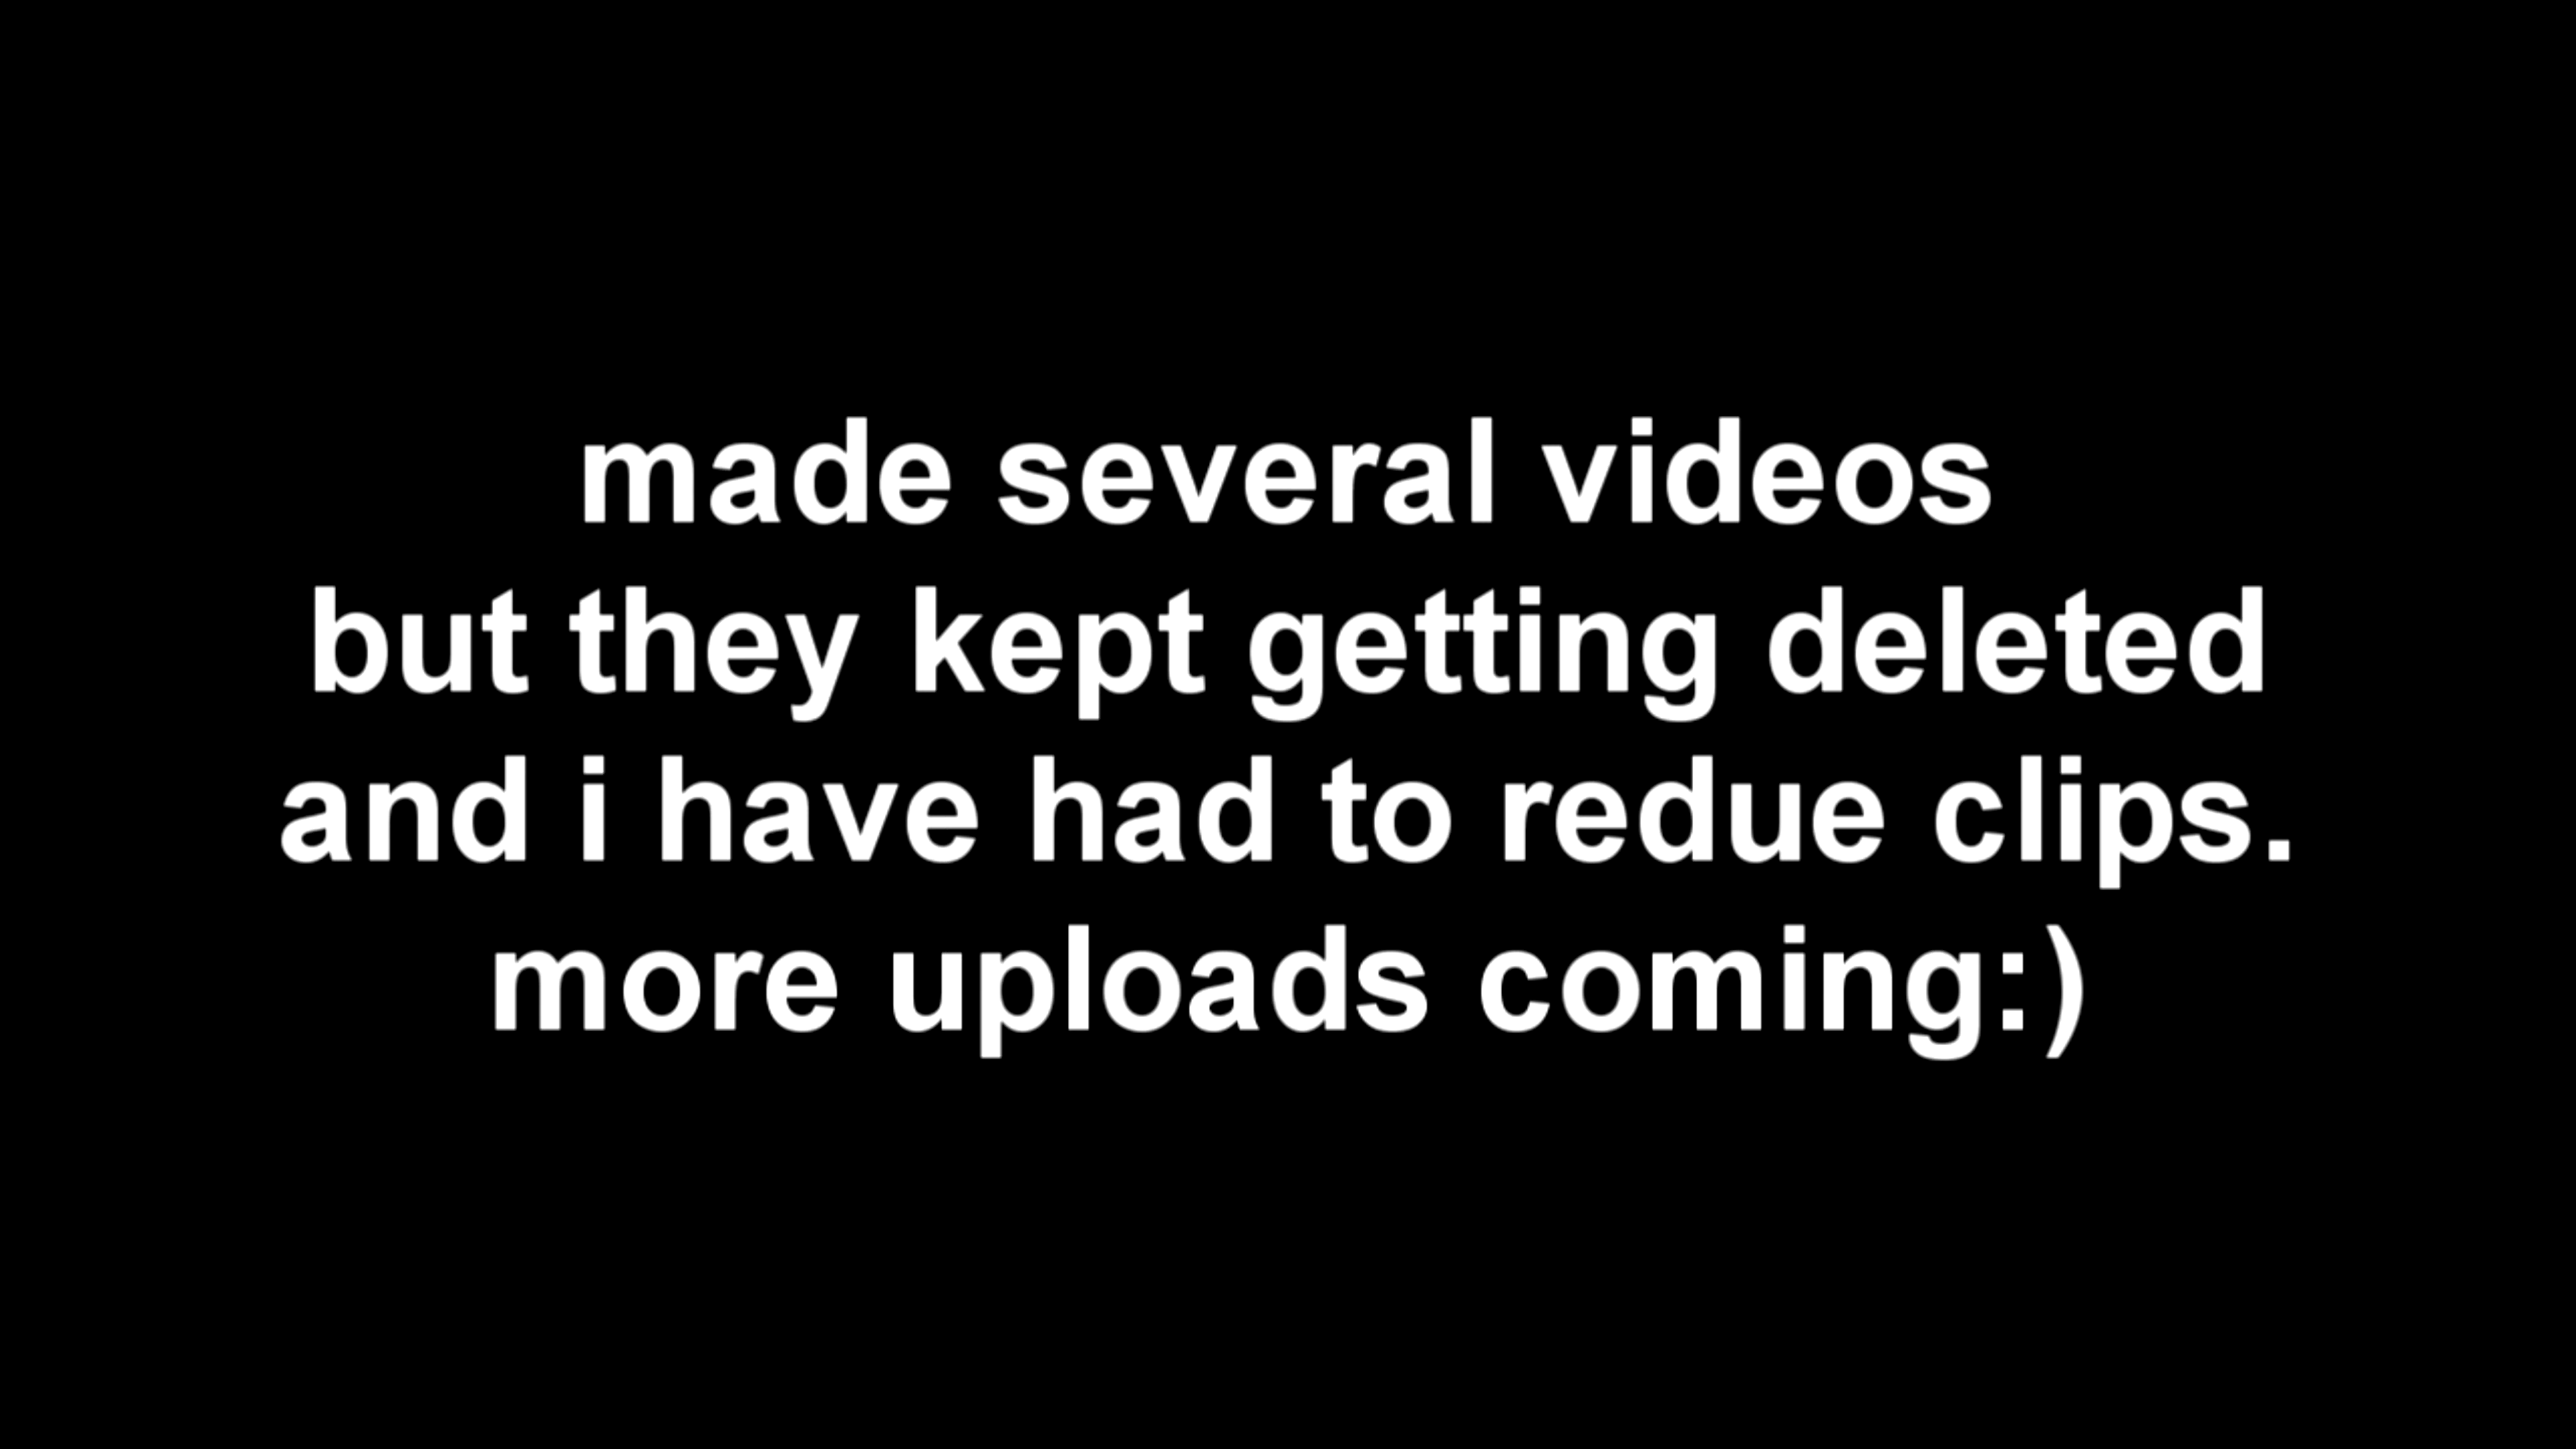 made several videos
but they kept getting deleted
and i have had to redue clips.
more uploads coming:)